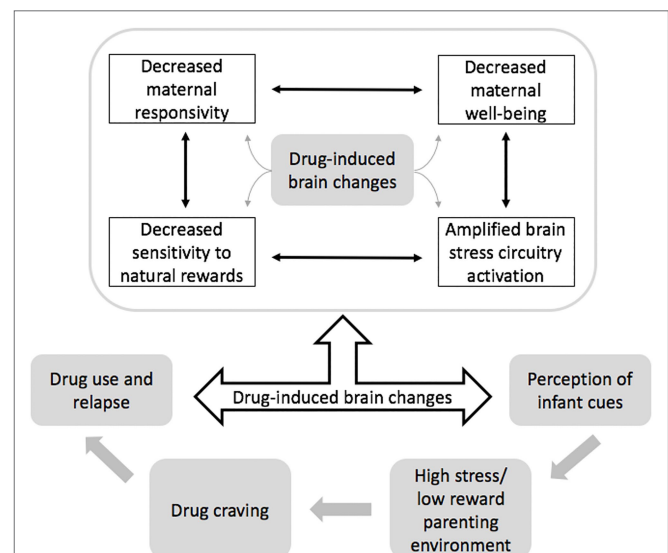 Decreased
maternal
responsivity
Decreased
maternal
well-being
Drug-induced
brain changes
Decreased
sensitivity to
natural rewards
Amplified brain
stress circuitry
activation
Drug use and
relapse
Drug-induced brain changes
Perception of
infant cues
Drug craving
High stress/
low reward
parenting
environment